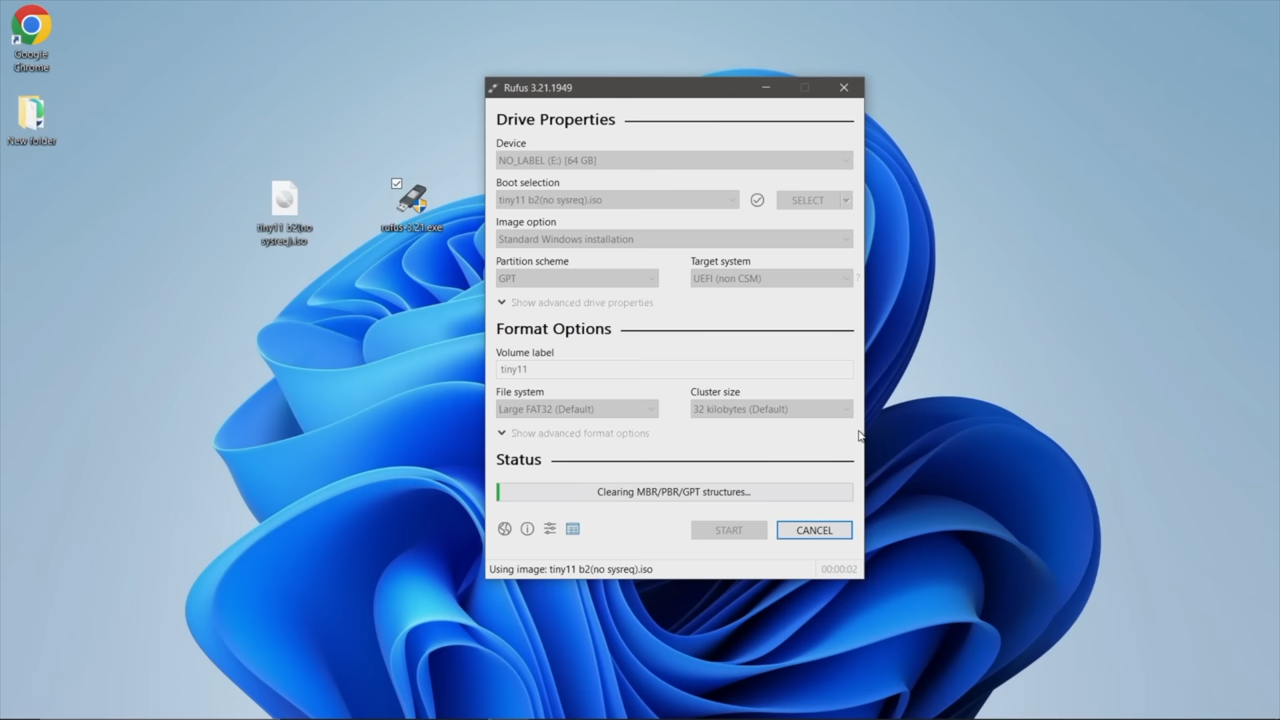 Google
Chrome
New folder
tiny11 b2(no
sysreq).iso
rufus-3.21.exe
Rufus 3.21.1949
Drive Properties
Device
NO_LABEL (E:) [64 GB]
Boot selection
tiny11 b2(no sysreq).iso
SELECT
Image option
Standard Windows installation
Partition scheme
Target system
GPT
UEFI (non CSM)
?
Show advanced drive properties
Format Options
Volume label
tiny11
File system
Cluster size
Large FAT32 (Default)
32 kilobytes (Default)
Show advanced format options
Status
Clearing MBR/PBR/GPT structures...
START
CANCEL
Using image: tiny11 b2(no sysreq).iso
00:00:02